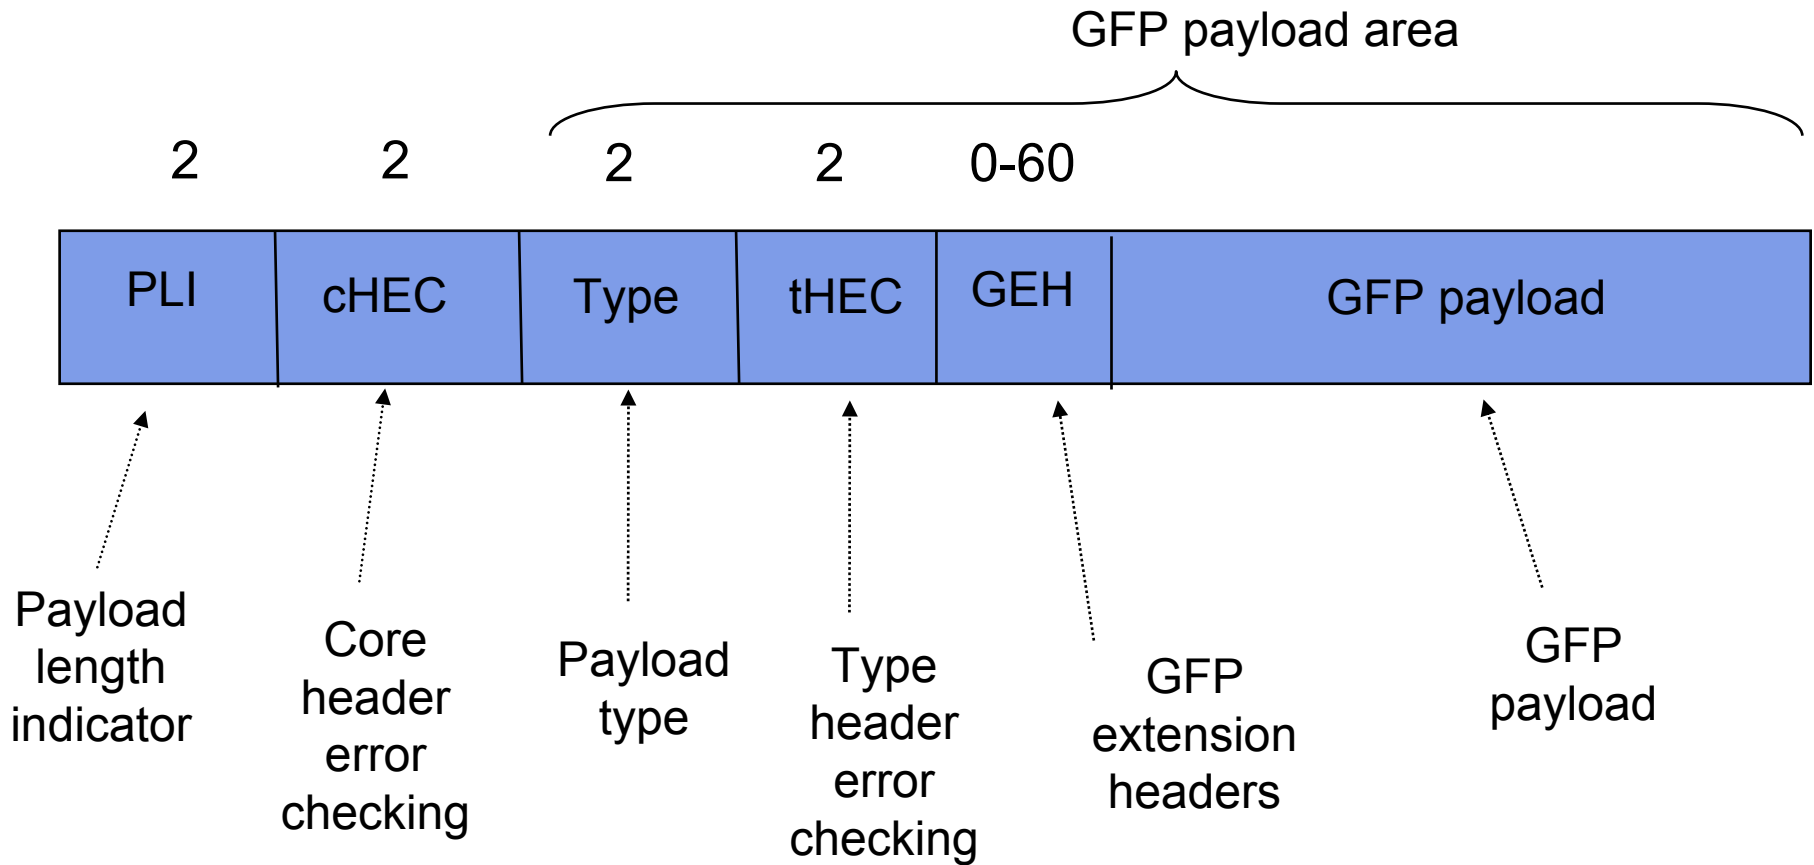 GFP payload area
2 2 2 2 0-60
PLI cHEC Type tHEC GEH GFP payload
Payload
length
indicator
Core
header
error
checking
Payload
type
Type
header
error
checking
GFP
extension
headers
GFP
payload